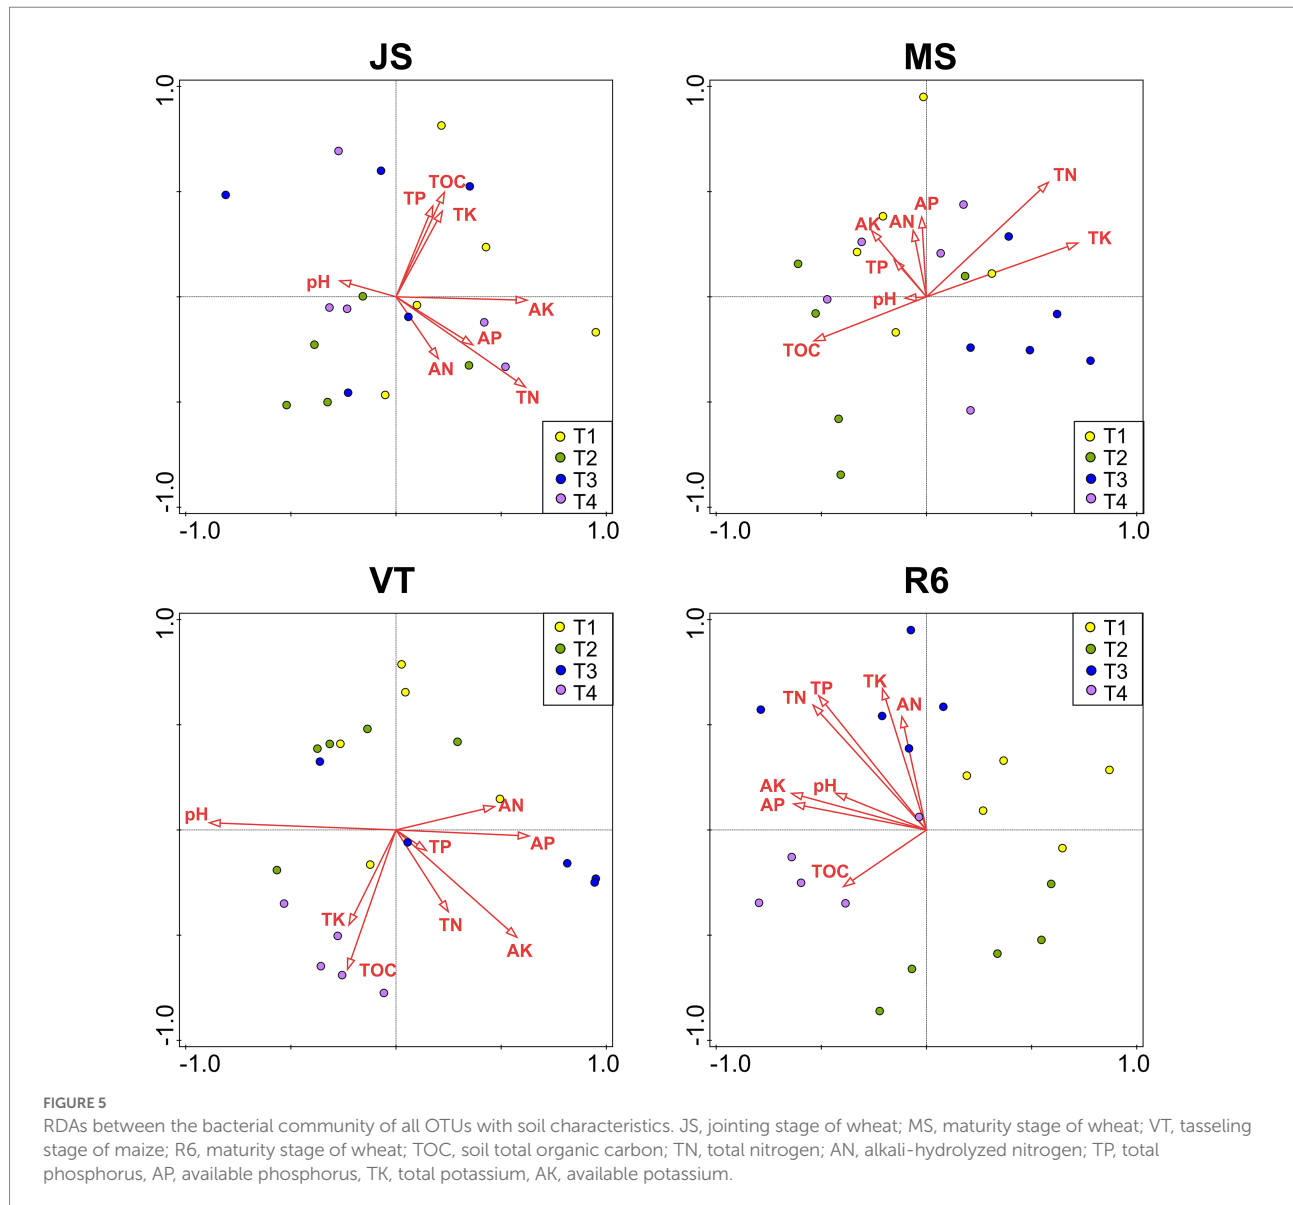 JS
1.0
TOC
TP
TK
pH
AK
AP
AN
TN
T1
T2
T3
T4
-1.0
-1.0
1.0
MS
TN
AP
AK
AN
TK
TP
pH
TOC
T1
T2
T3
T4
-1.0
1.0
VT
1.0
T1
T2
T3
T4
pH
AN
TP
AP
TK
TN
AK
TOC
-1.0
-1.0
1.0
R6
1.0
T1
T2
T3
T4
TK
TP
TN
AN
AK
pH
AP
TOC
-1.0
-1.0
1.0
FIGURE 5
RDAs between the bacterial community of all OTUs with soil characteristics. JS, jointing stage of wheat; MS, maturity stage of wheat; VT, tasseling
stage of maize; R6, maturity stage of wheat; TOC, soil total organic carbon; TN, total nitrogen; AN, alkali-hydrolyzed nitrogen; TP, total
phosphorus, AP, available phosphorus, TK, total potassium, AK, available potassium.